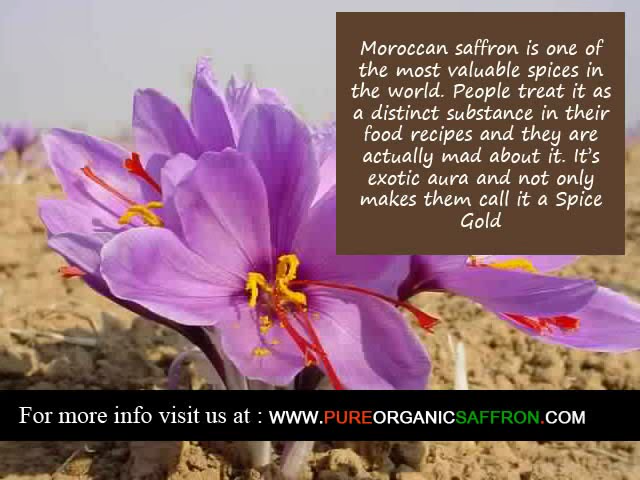 Moroccan saffron is one of
the most valuable spices in
the world. People treat it as
a distinct substance in their
food recipes and they are
actually mad about it. It's
exotic aura and not only
makes them call it a Spice
Gold
For more info visit us at : WWW.PUREORGANICSAFFRON.COM